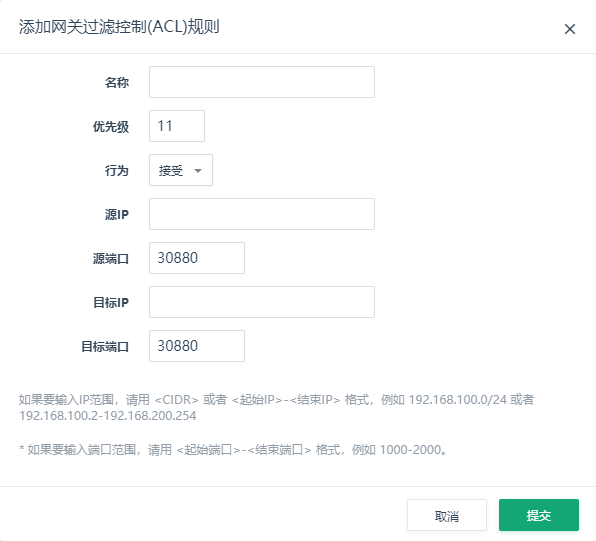 添加网关过滤控制(ACL)规则
名称
优先级 11
行为 接受
源IP
源端口 30880
目标IP
目标端口 30880
如果要输入IP范围，请用 <CIDR> 或者 <起始IP>-<结束IP> 格式，例如 192.168.100.0/24 或者
192.168.100.2-192.168.200.254
* 如果要输入端口范围，请用 <起始端口>-<结束端口> 格式，例如 1000-2000。
取消 提交